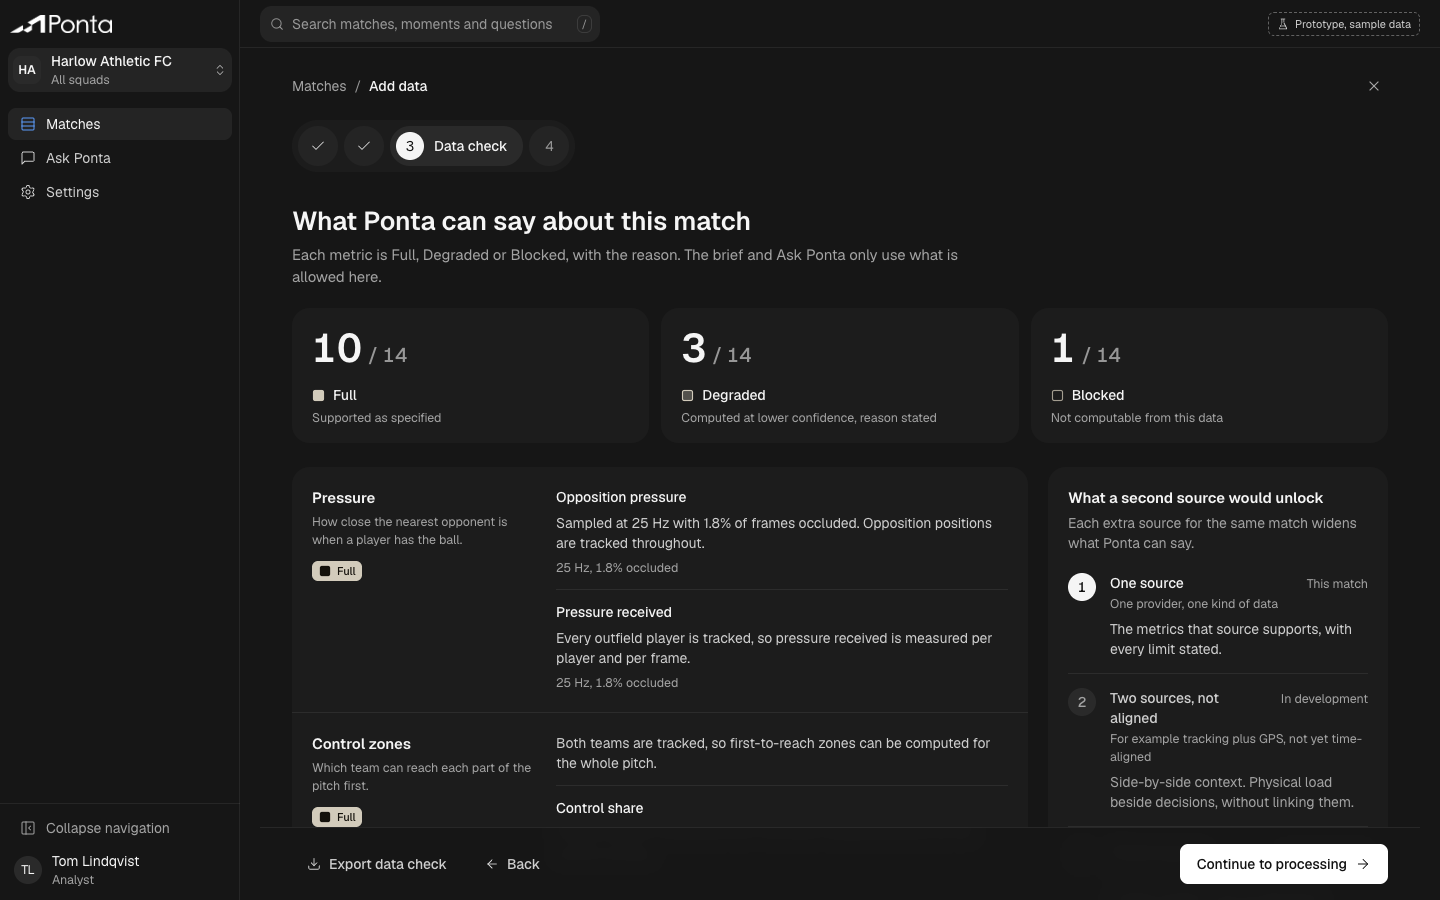 Ponta
Search matches, moments and questions
/
Prototype, sample data
HA
Harlow Athletic FC
All squads
Matches
Ask Ponta
Settings
Matches / Add data
3
Data check
4
What Ponta can say about this match
Each metric is Full, Degraded or Blocked, with the reason. The brief and Ask Ponta only use what is
allowed here.
10 / 14
Full
Supported as specified
3 / 14
Degraded
Computed at lower confidence, reason stated
1 / 14
Blocked
Not computable from this data
Pressure
How close the nearest opponent is
when a player has the ball.
Full
Opposition pressure
Sampled at 25 Hz with 1.8% of frames occluded. Opposition positions
are tracked throughout.
25 Hz, 1.8% occluded
Pressure received
Every outfield player is tracked, so pressure received is measured per
player and per frame.
25 Hz, 1.8% occluded
Control zones
Which team can reach each part of the
pitch first.
Full
Both teams are tracked, so first-to-reach zones can be computed for
the whole pitch.
Control share
What a second source would unlock
Each extra source for the same match widens
what Ponta can say.
1
One source
This match
One provider, one kind of data
The metrics that source supports, with
every limit stated.
2
Two sources, not
aligned
In development
For example tracking plus GPS, not yet time-
aligned
Side-by-side context. Physical load
beside decisions, without linking them.
Collapse navigation
TL
Tom Lindqvist
Analyst
Export data check
Back
Continue to processing